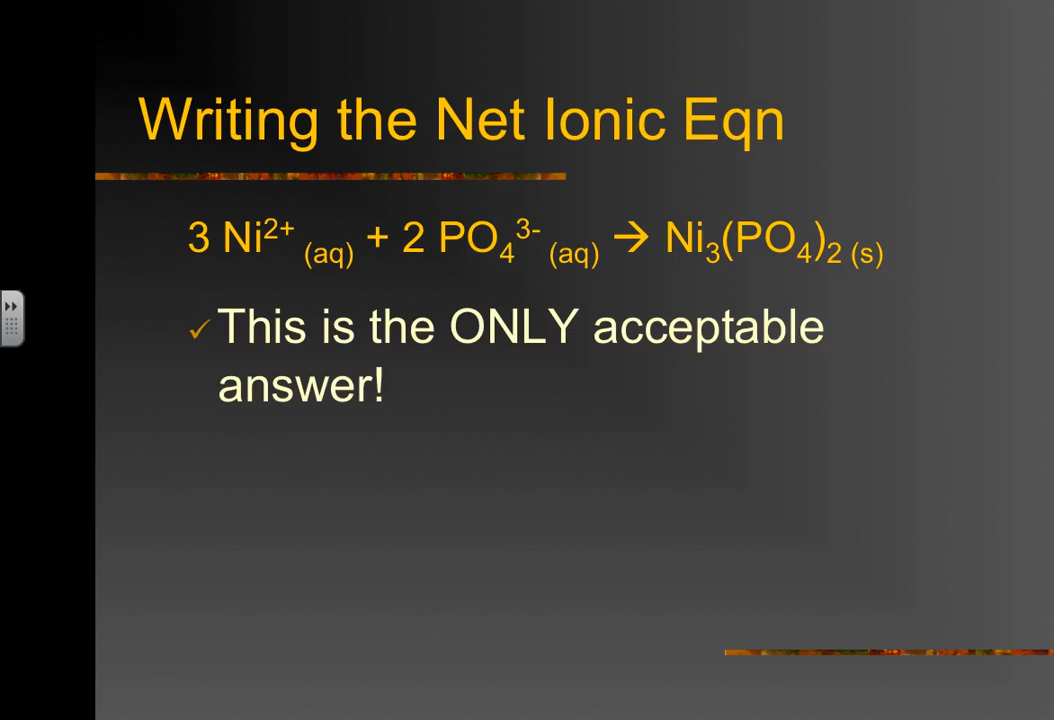 Writing the Net Ionic Eqn
3 Ni²⁺ (aq) + 2 PO₄³⁻ (aq) → Ni₃(PO₄)₂ (s)
✓ This is the ONLY acceptable
answer!